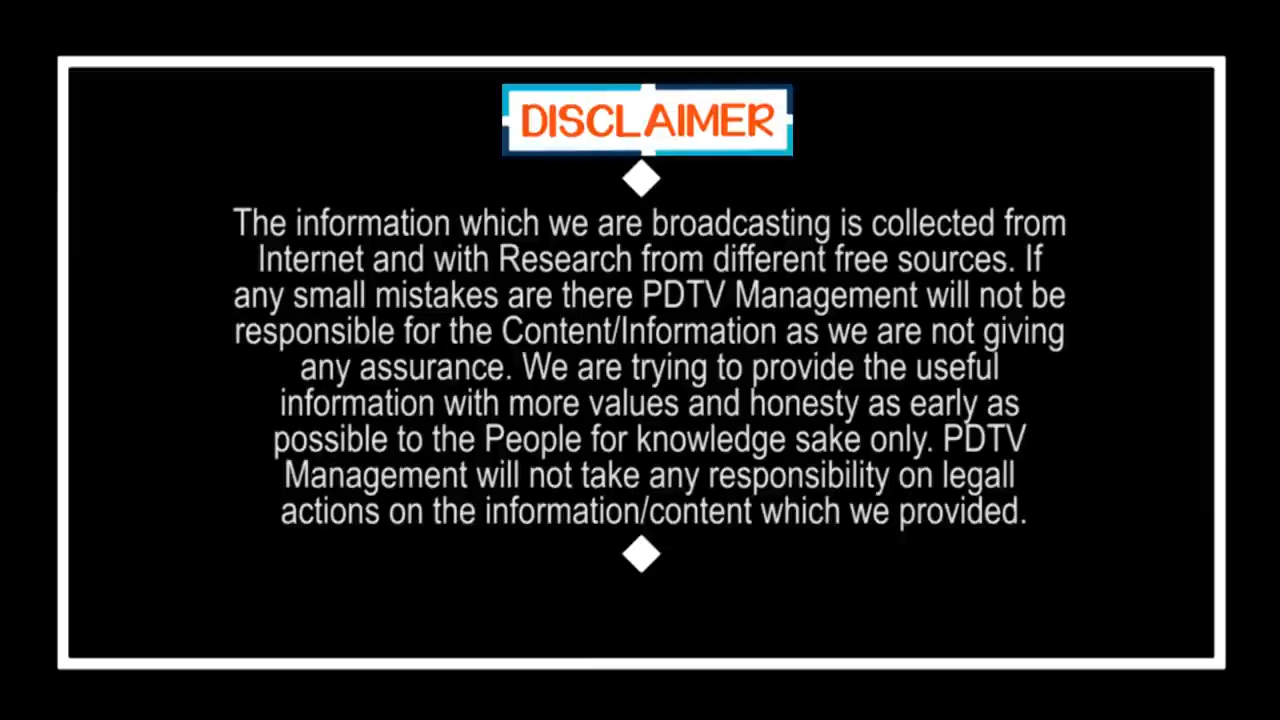 DISCLAIMER
The information which we are broadcasting is collected from
Internet and with Research from different free sources. If
any small mistakes are there PDTV Management will not be
responsible for the Content/Information as we are not giving
any assurance. We are trying to provide the useful
information with more values and honesty as early as
possible to the People for knowledge sake only. PDTV
Management will not take any responsibility on legall
actions on the information/content which we provided.